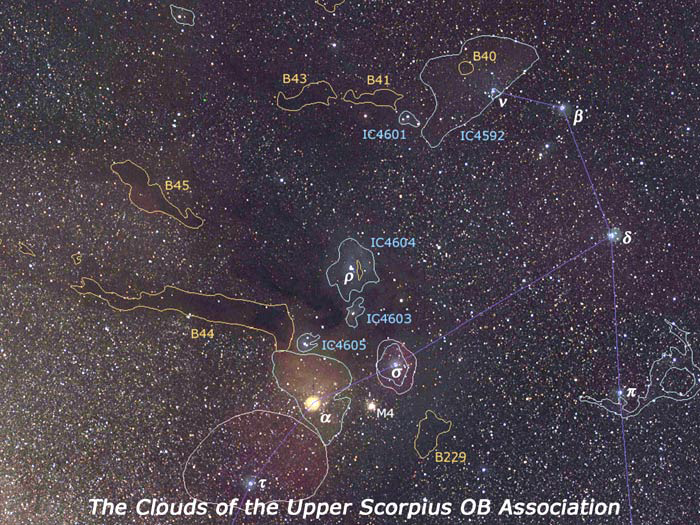 B40
B43
B41
ν
β
IC4601
IC4592
B45
IC4604
δ
ρ
IC4603
B44
IC4605
σ
π
α
M4
B229
τ
The Clouds of the Upper Scorpius OB Association